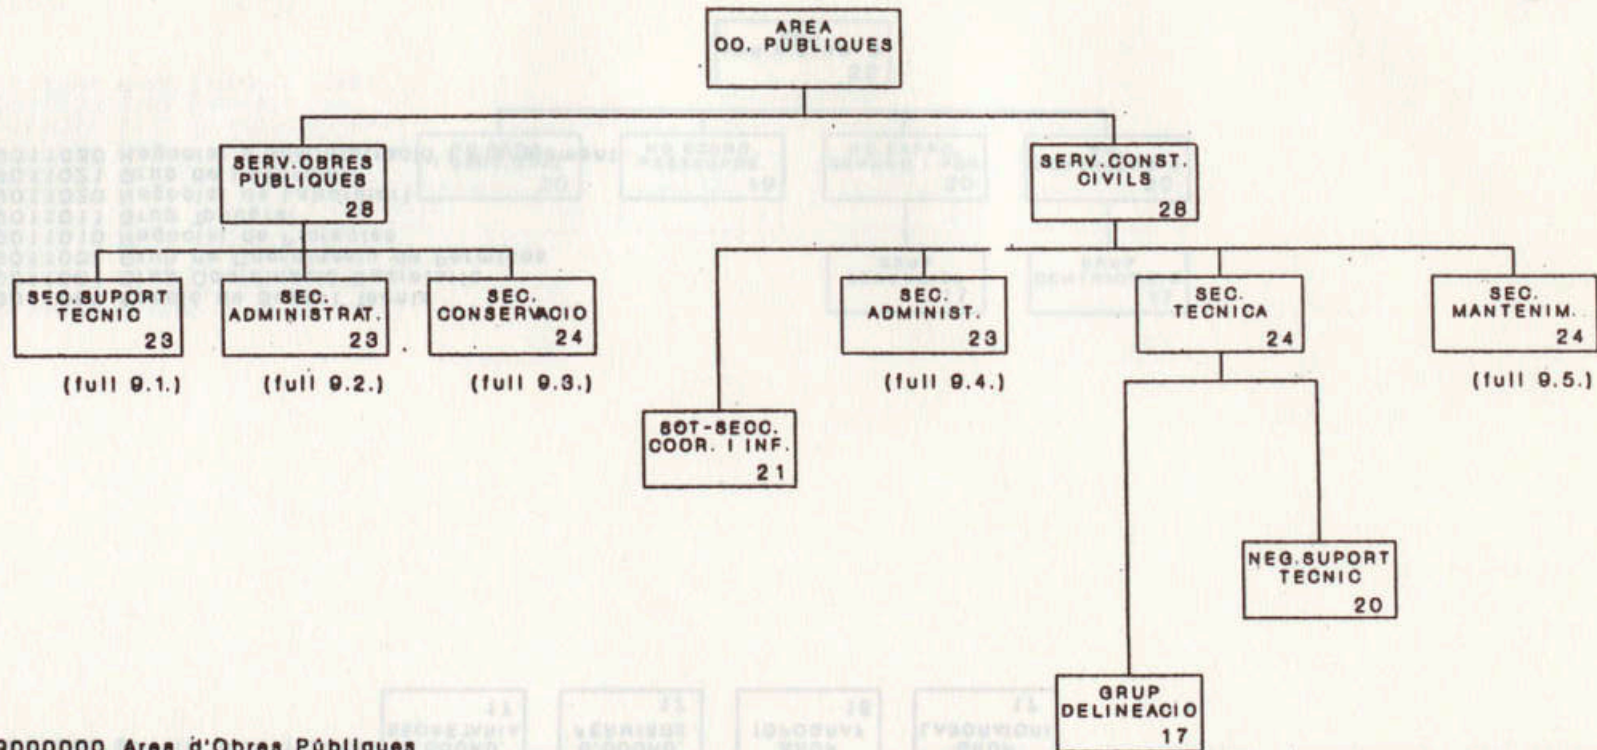 AREA
OO. PUBLIQUES
SERV.OBRES
PUBLIQUES
28
SERV.CONST.
CIVILS
28
SEC.SUPORT
TECNIC
23
(full 9.1.)
SEC.
ADMINISTRAT.
23
(full 9.2.)
SEC.
CONSERVACIO
24
(full 9.3.)
SEC.
ADMINIST.
23
(full 9.4.)
SEC.
TECNICA
24
SEC.
MANTENIM.
24
(full 9.5.)
SOT-SECC.
COOR. I INF.
21
NEG.SUPORT
TECNIC
20
GRUP
DELINEACIO
17
9000000 Area d'Obres Públiques